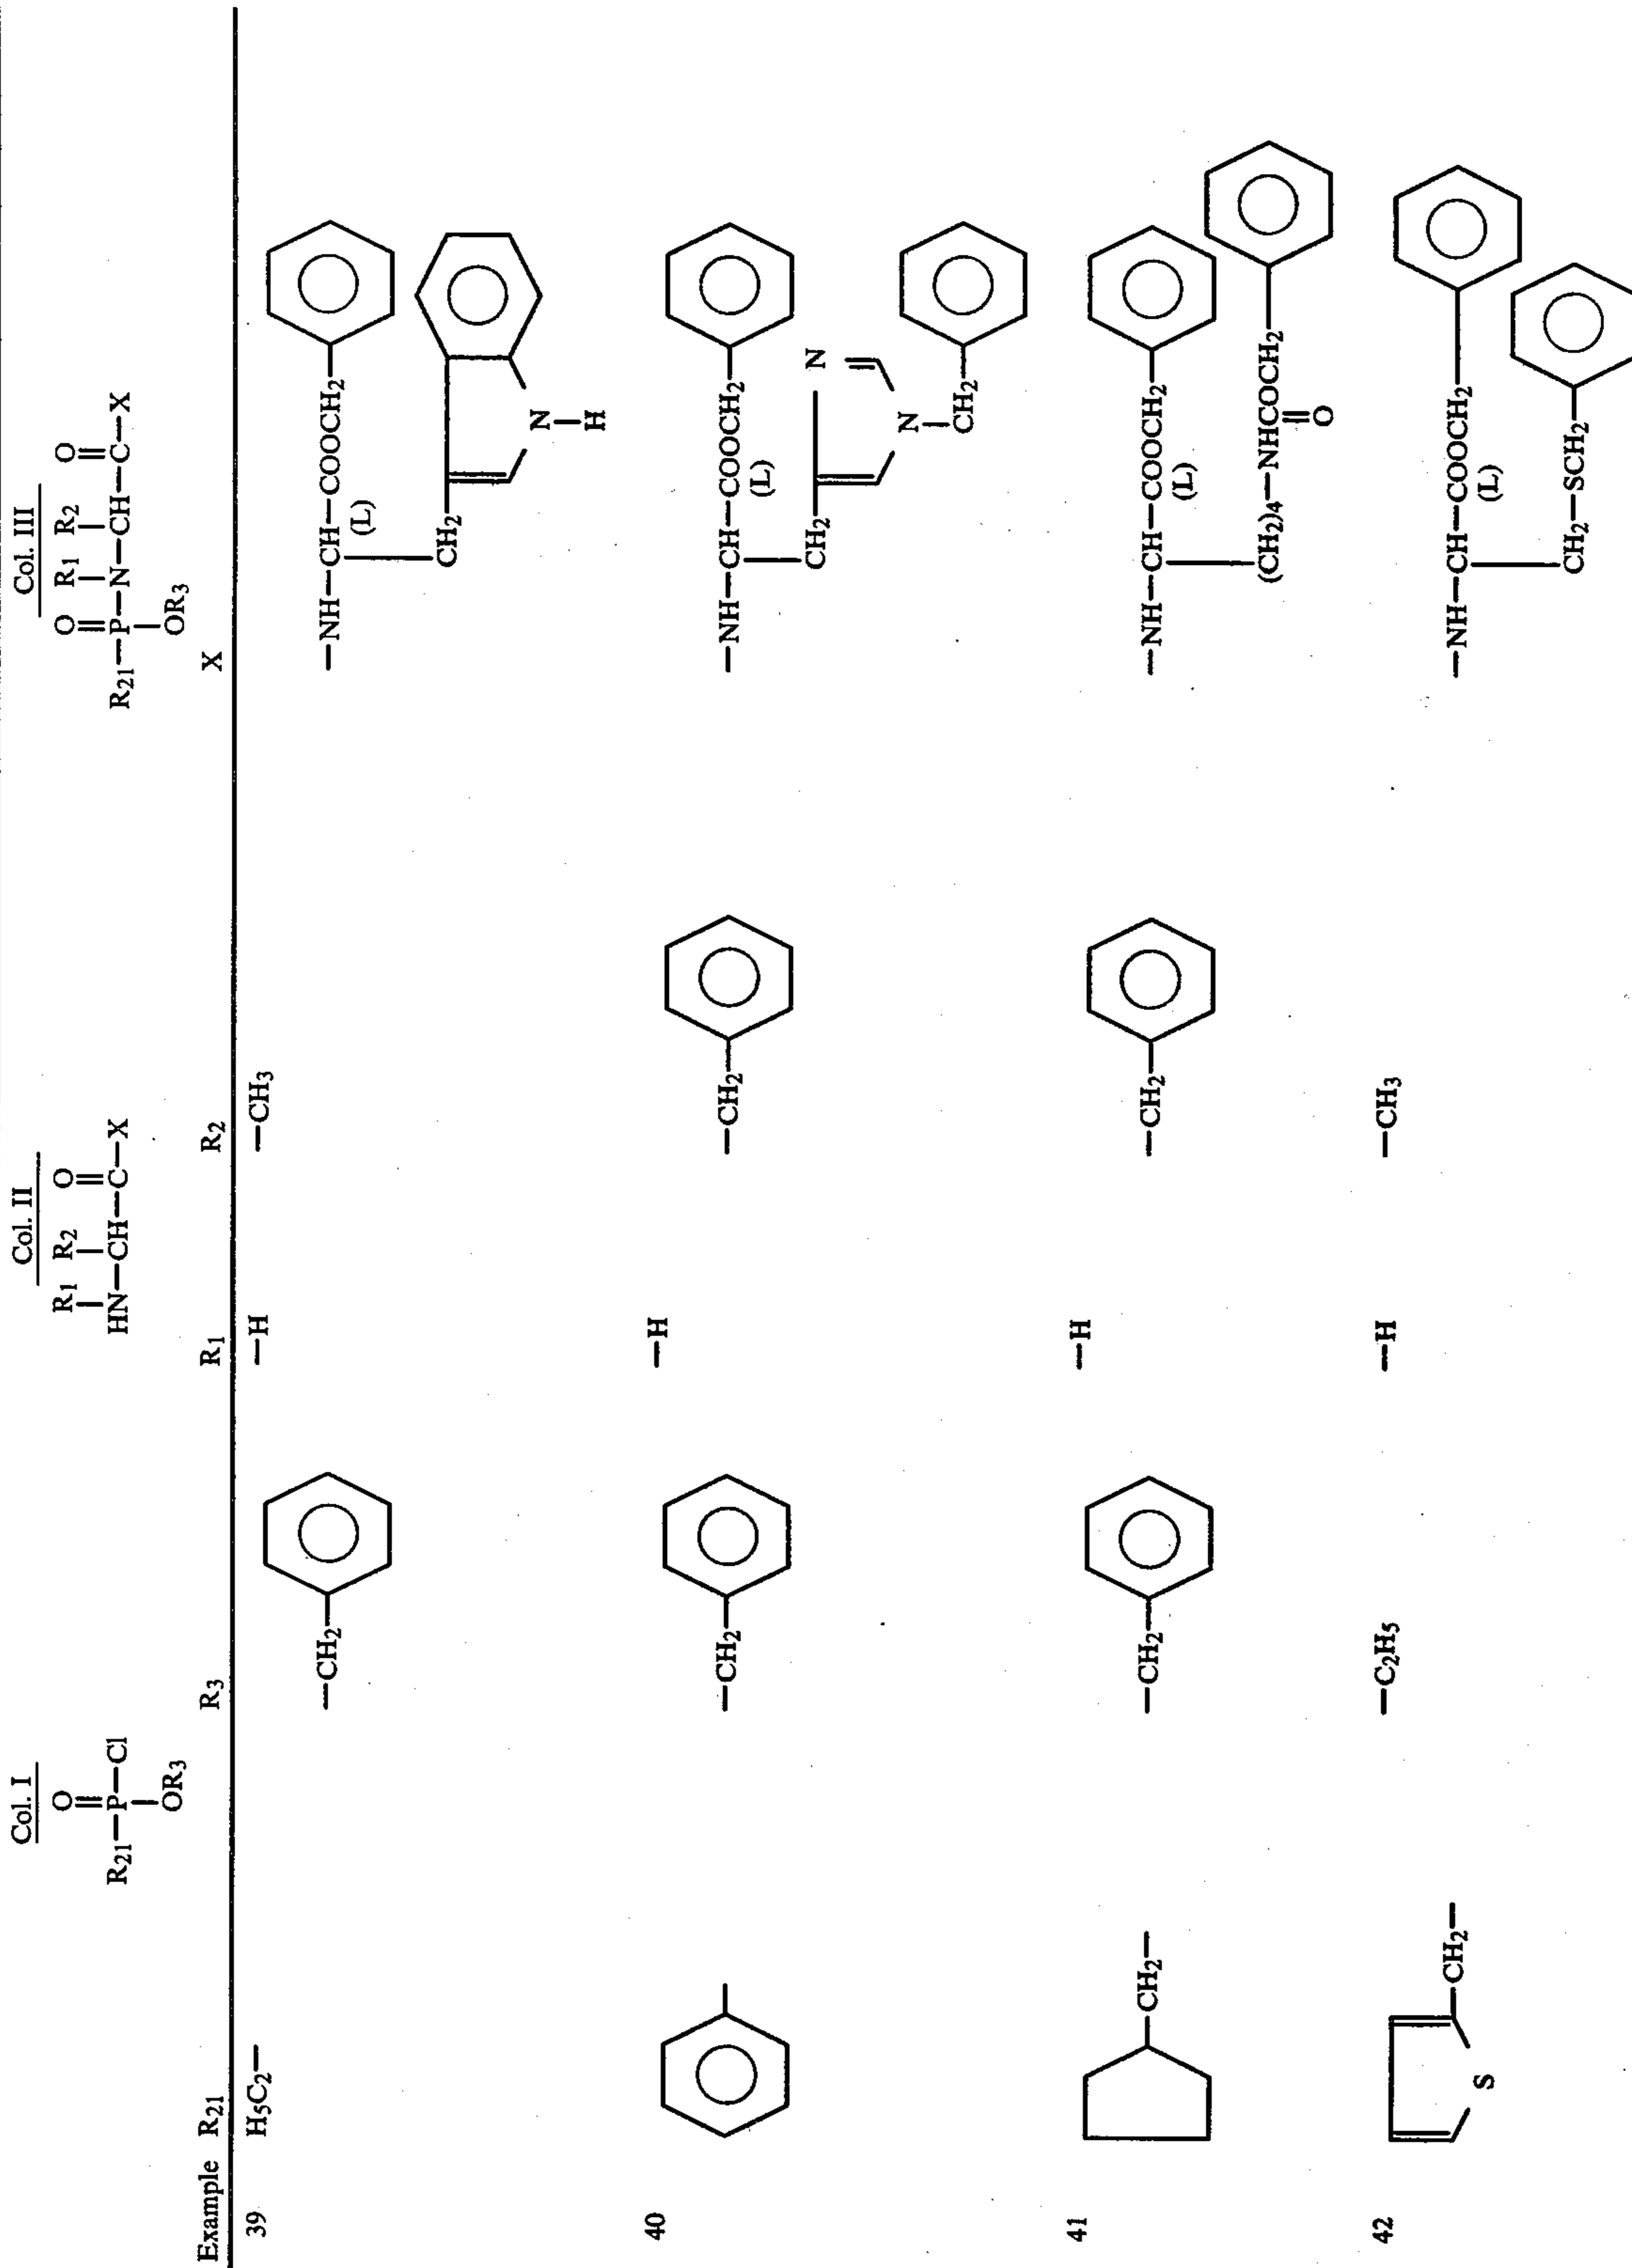 Col. I Col. II Col. III
O R1 R2 O O R1 R2 O
R21—P—Cl HN—CH—C—X R21—P—N—CH—C—X
OR3 OR3
Example R21 R3 R1 R2 X
39 H5C2— —CH2— —H —CH3 —NH—CH—COOCH2—
(L)
CH2
N
H
40 —CH2— —H —CH2— —NH—CH—COOCH2—
(L)
CH2 N
N
CH2—
41 —CH2— —CH2— —H —CH2— —NH—CH—COOCH2—
(L)
(CH2)4—NHCOCH2—
O
42 —CH2— —C2H5 —H —CH3 —NH—CH—COOCH2—
S (L)
CH2—SCH2—